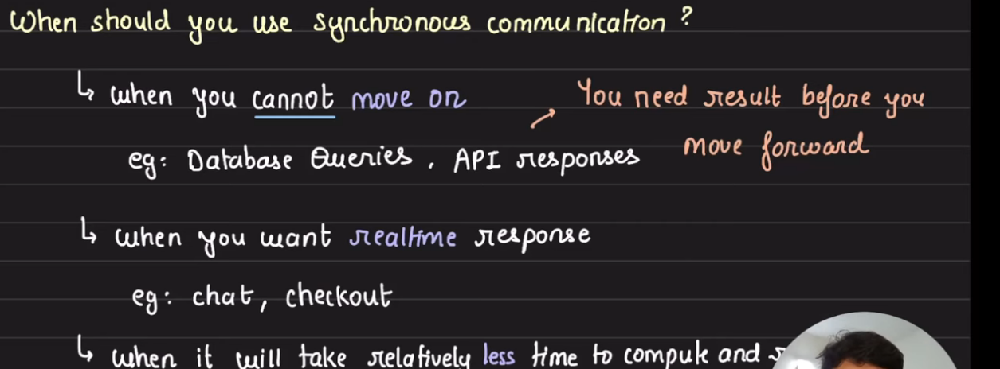 When should you use synchronous communication ?
↳ when you cannot move on
You need result before you
eg: Database Queries, API responses
move forward
↳ when you want realtime response
eg: chat, checkout
↳ when it will take relatively less time to compute and